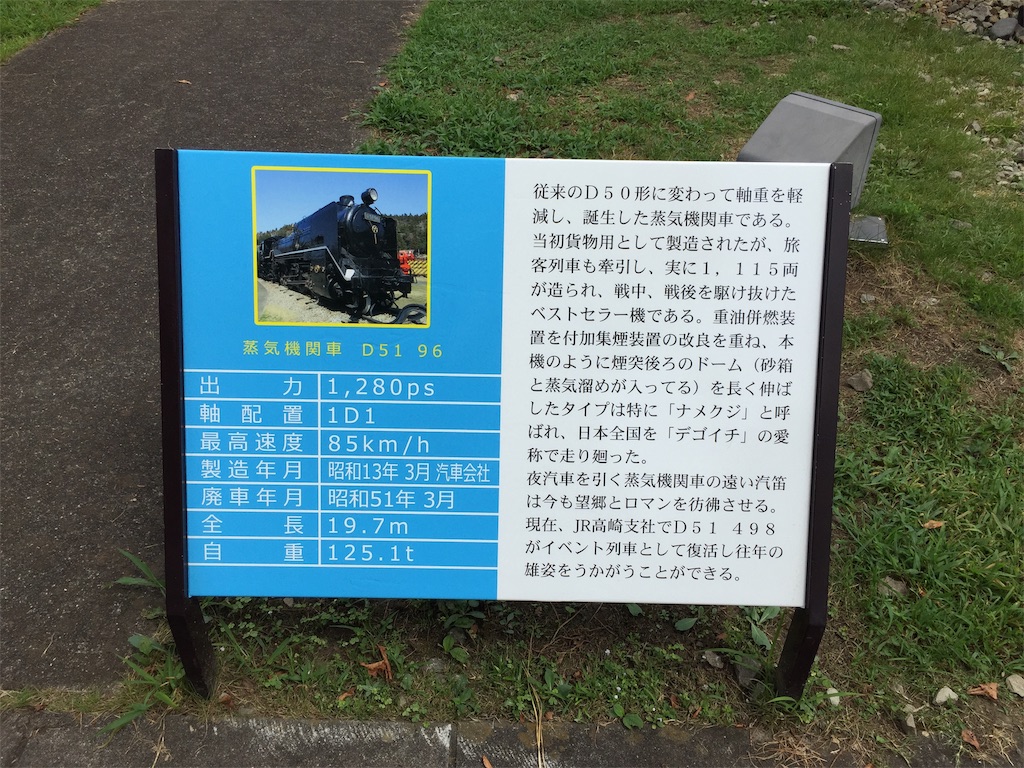 蒸気機関車 D51 96
出力 1,280ps
軸配置 1D1
最高速度 85km/h
製造年月 昭和13年 3月 汽車会社
廃車年月 昭和51年 3月
全長 19.7m
自重 125.1t
従来のD50形に変わって軸重を軽
減し、誕生した蒸気機関車である。
当初貨物用として製造されたが、旅
客列車も牽引し、実に1,115両
が造られ、戦中、戦後を駆け抜けた
ベストセラー機である。重油併燃装
置を付加集煙装置の改良を重ね、本
機のように煙突後ろのドーム（砂箱
と蒸気溜めが入ってる）を長く伸ば
したタイプは特に「ナメクジ」と呼
ばれ、日本全国を「デゴイチ」の愛
称で走り廻った。
夜汽車を引く蒸気機関車の遠い汽笛
は今も望郷とロマンを彷彿させる。
現在、JR高崎支社でD51 498
がイベント列車として復活し往年の
雄姿をうかがうことができる。